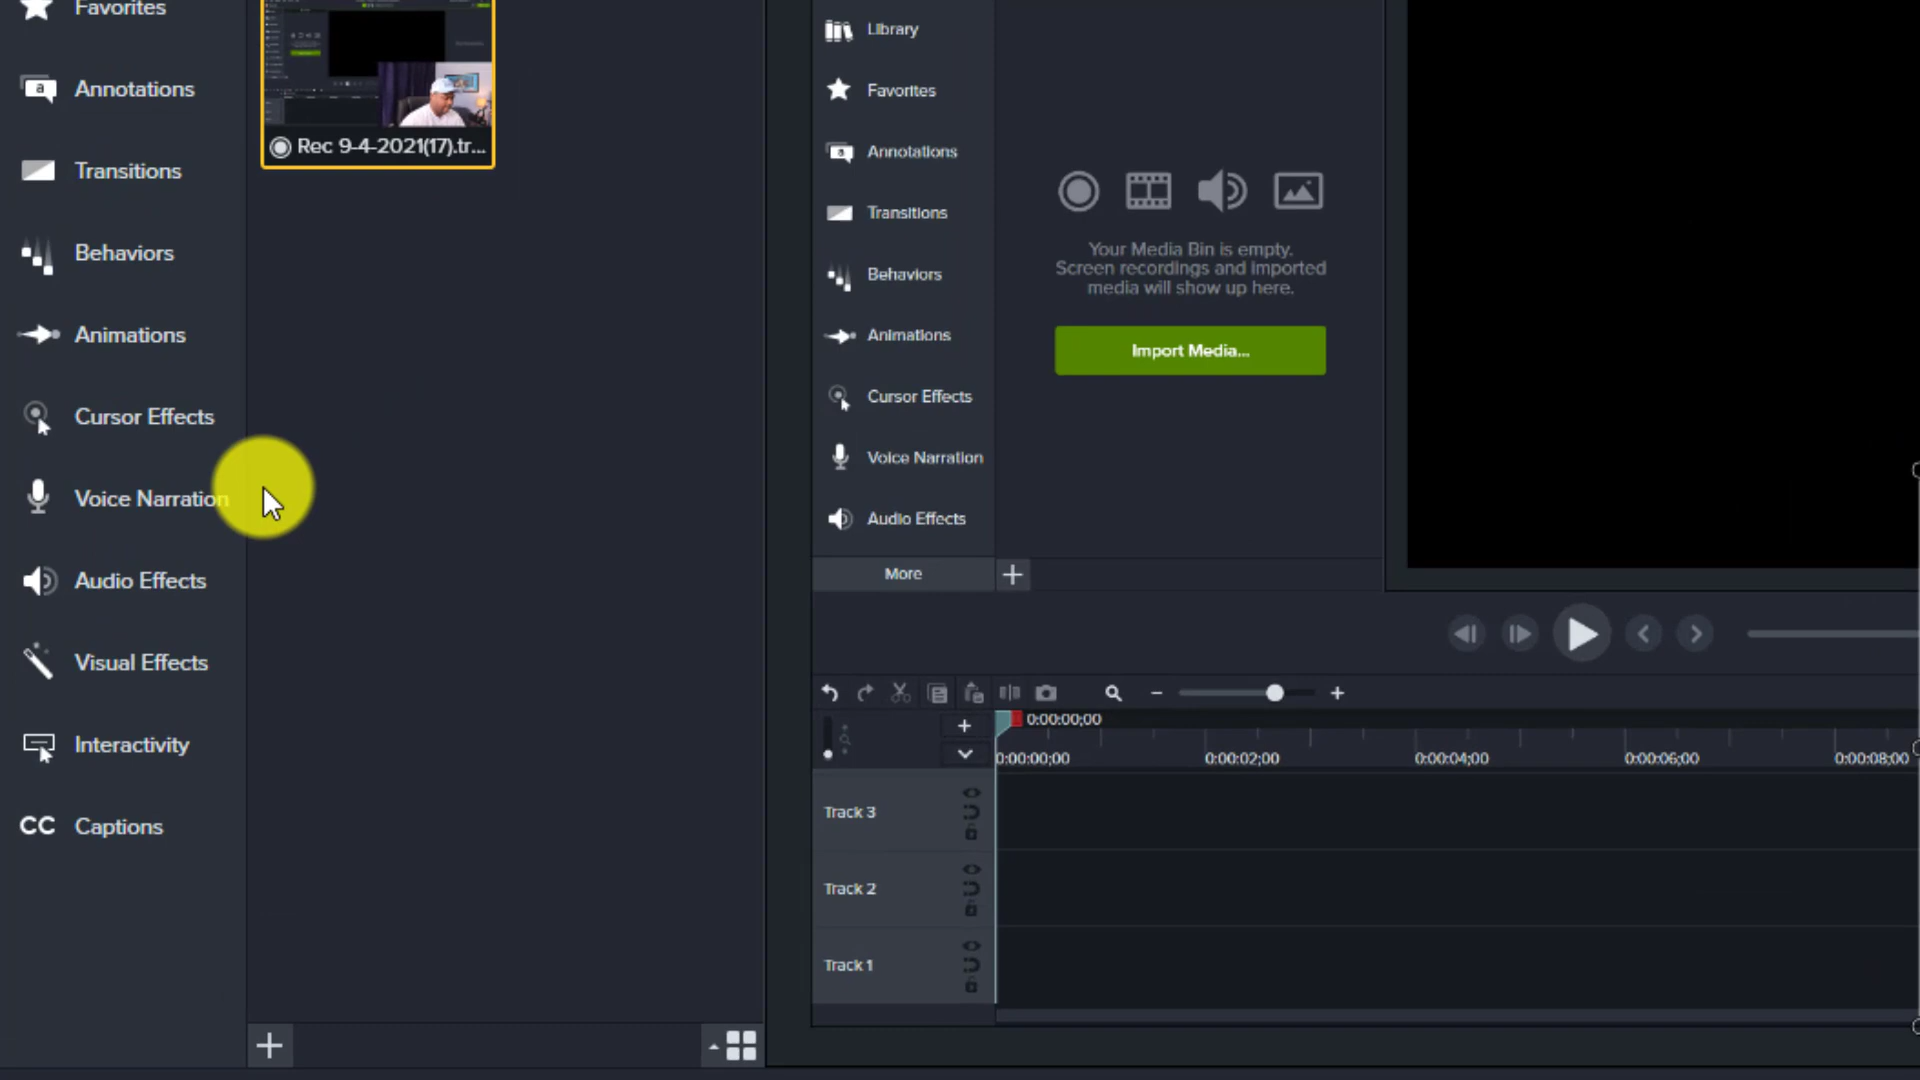 Favorites
Annotations
Transitions
Behaviors
Animations
Cursor Effects
Voice Narration
Audio Effects
Visual Effects
Interactivity
CC Captions
Rec 9-4-2021(17).tr...
Library
Favorites
Annotations
Transitions
Behaviors
Animations
Cursor Effects
Voice Narration
Audio Effects
More
Your Media Bin is empty.
Screen recordings and imported
media will show up here.
Import Media...
0:00:00;00
0:00:00;00 0:00:02;00 0:00:04;00 0:00:06;00 0:00:08;00
Track 3
Track 2
Track 1